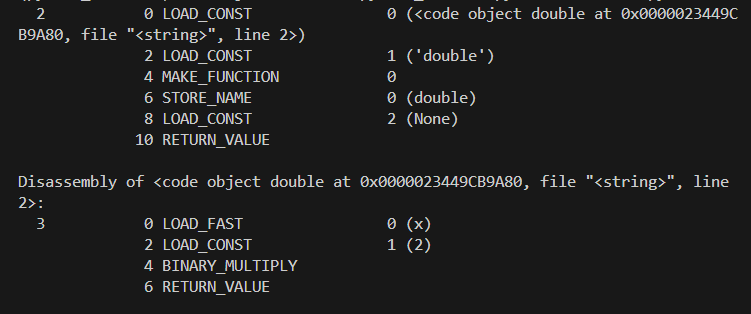 2 0 LOAD_CONST 0 (<code object double at 0x0000023449C
B9A80, file "<string>", line 2>)
2 LOAD_CONST 1 ('double')
4 MAKE_FUNCTION 0
6 STORE_NAME 0 (double)
8 LOAD_CONST 2 (None)
10 RETURN_VALUE
Disassembly of <code object double at 0x0000023449CB9A80, file "<string>", line
2>:
3 0 LOAD_FAST 0 (x)
2 LOAD_CONST 1 (2)
4 BINARY_MULTIPLY
6 RETURN_VALUE